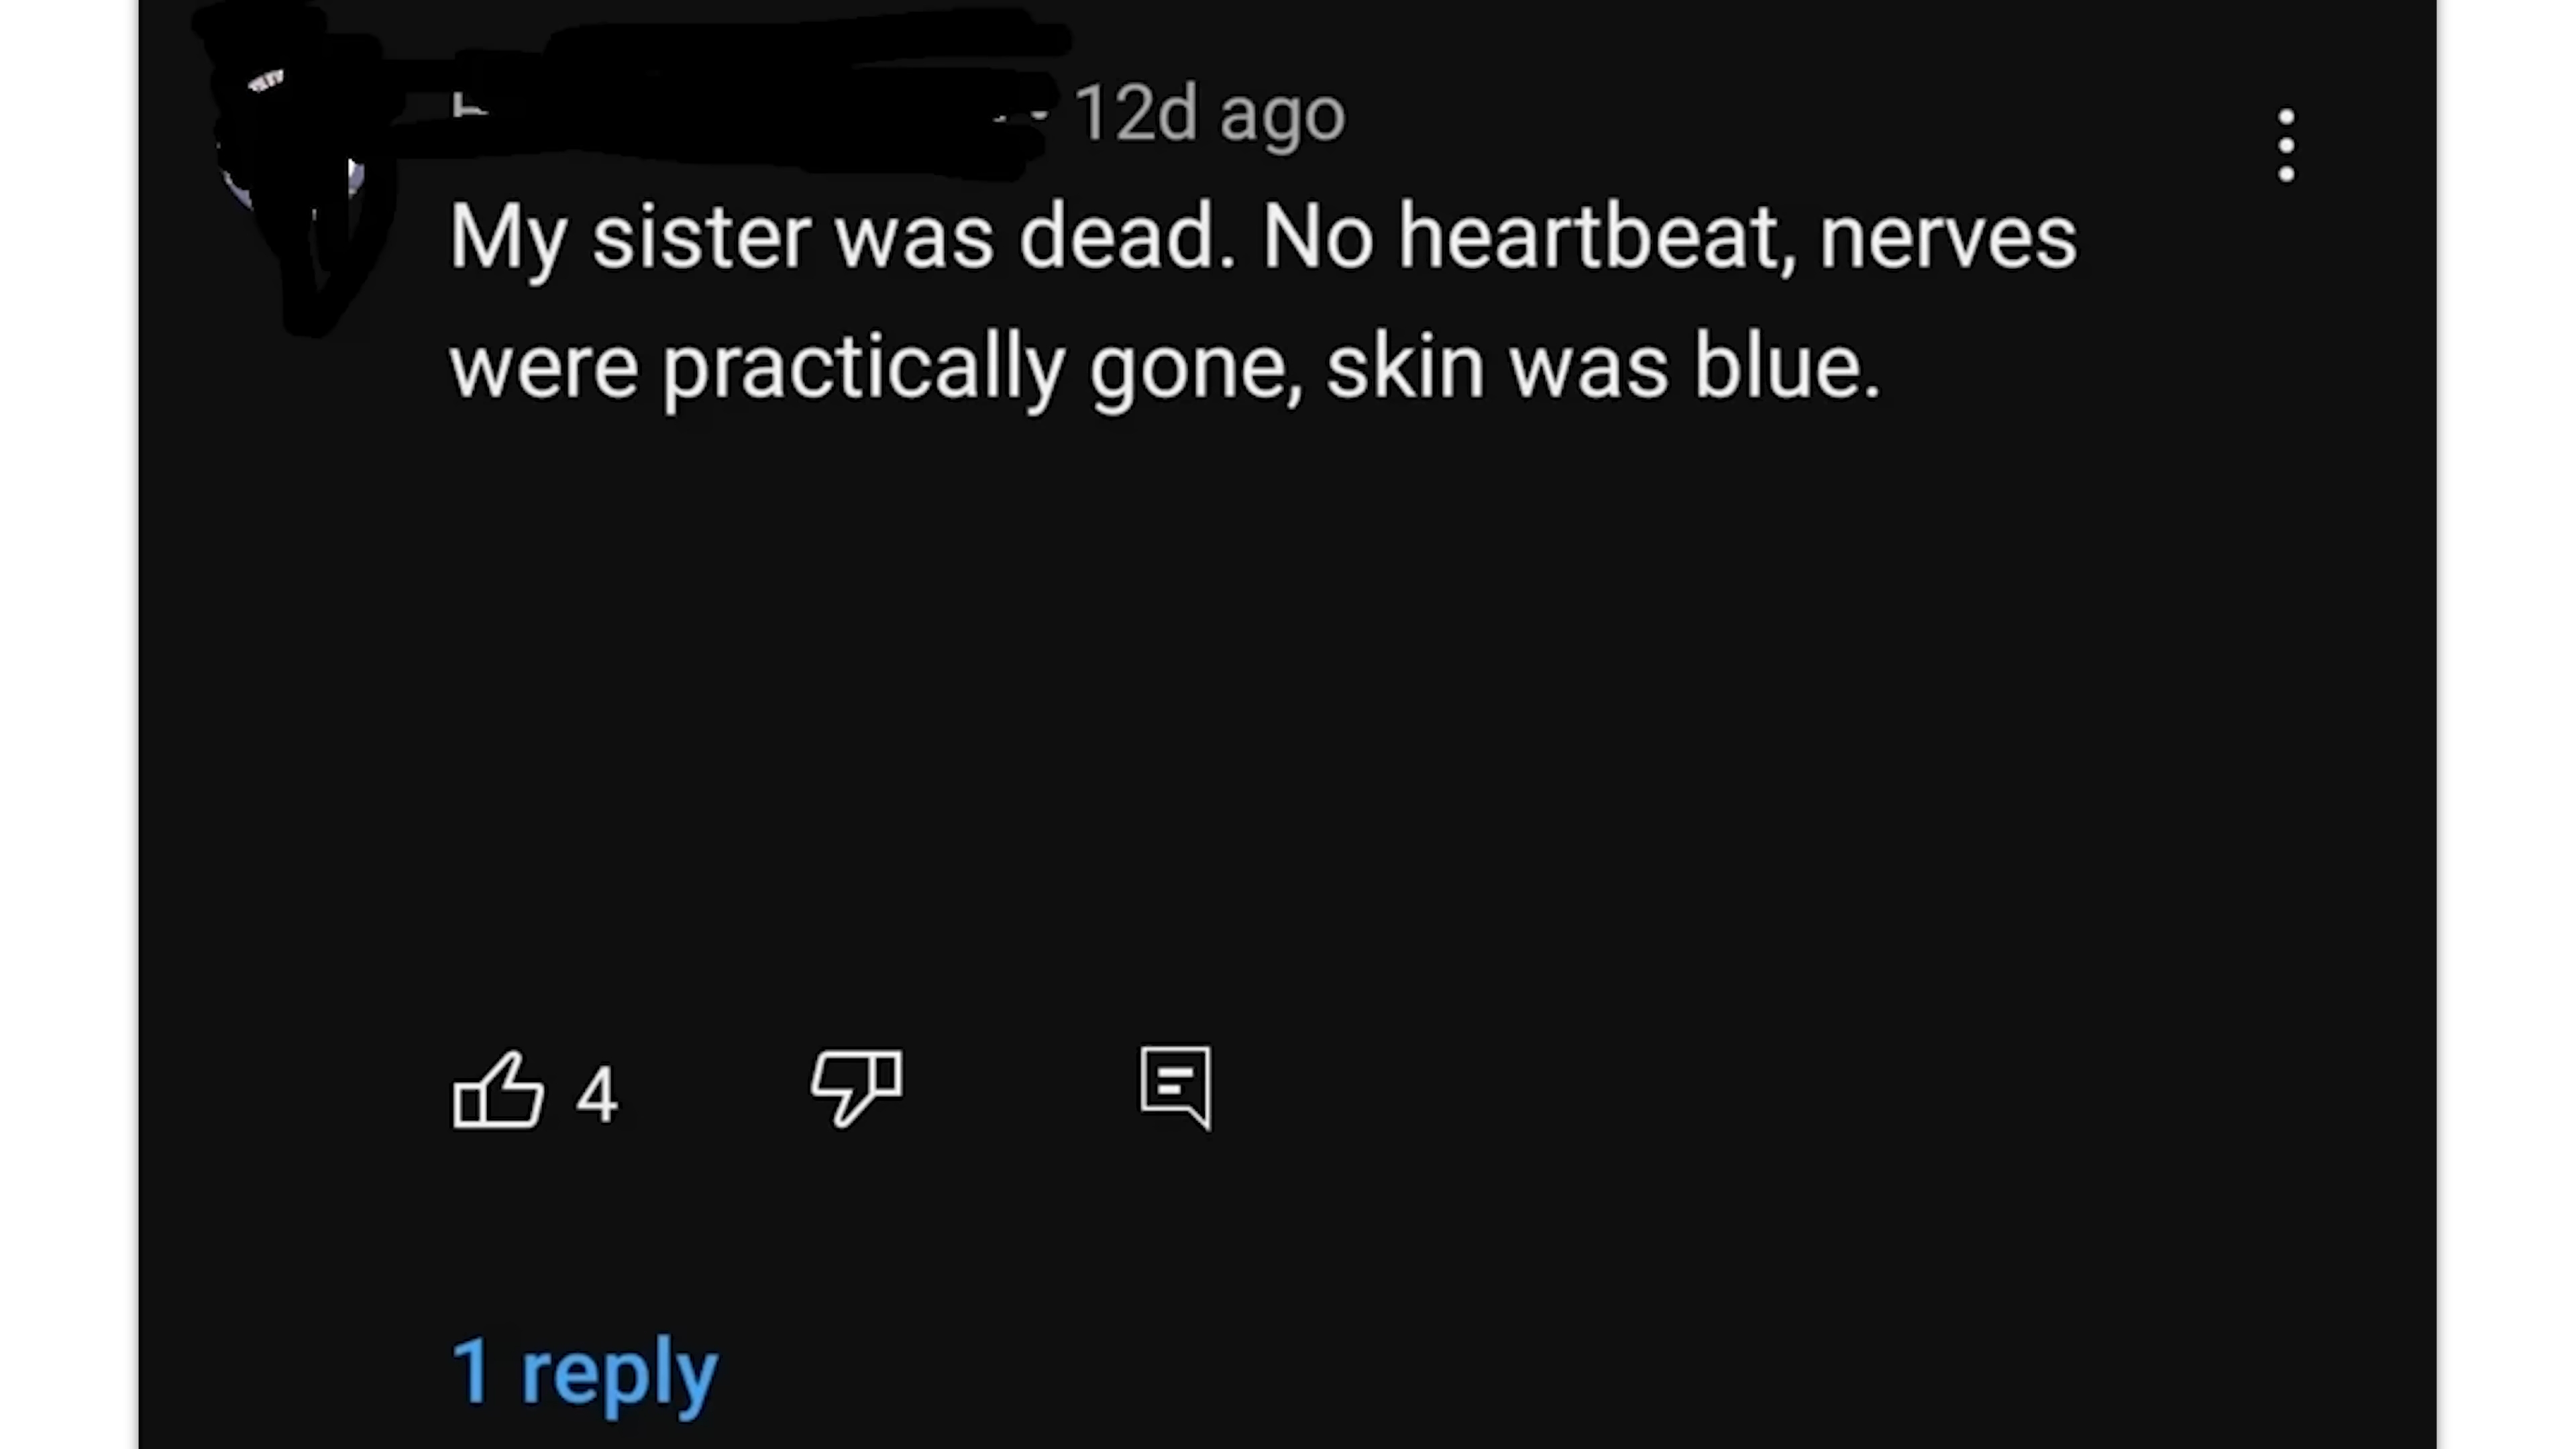 12d ago
My sister was dead. No heartbeat, nerves
were practically gone, skin was blue.
4
1 reply